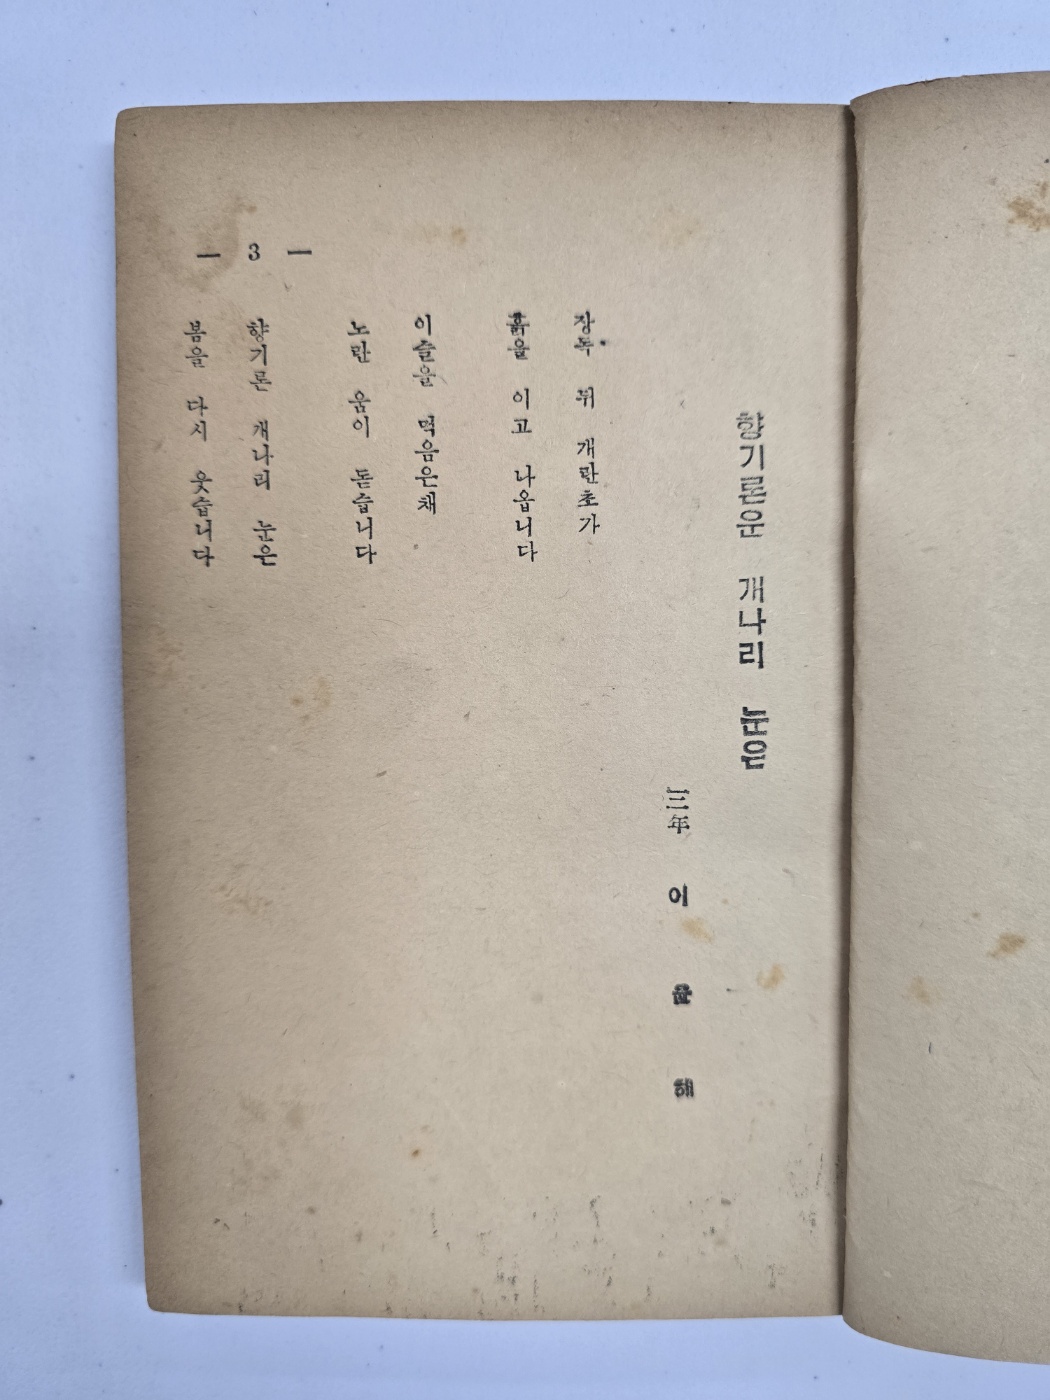 향기론운 개나리 눈은
三年 이윤해
장독 뒤 개란초가
흙을 이고 나옵니다
이슬을 먹음은채
노란 움이 돋습니다
향기론 개나리 눈은
봄을 다시 웃습니다
— 3 —